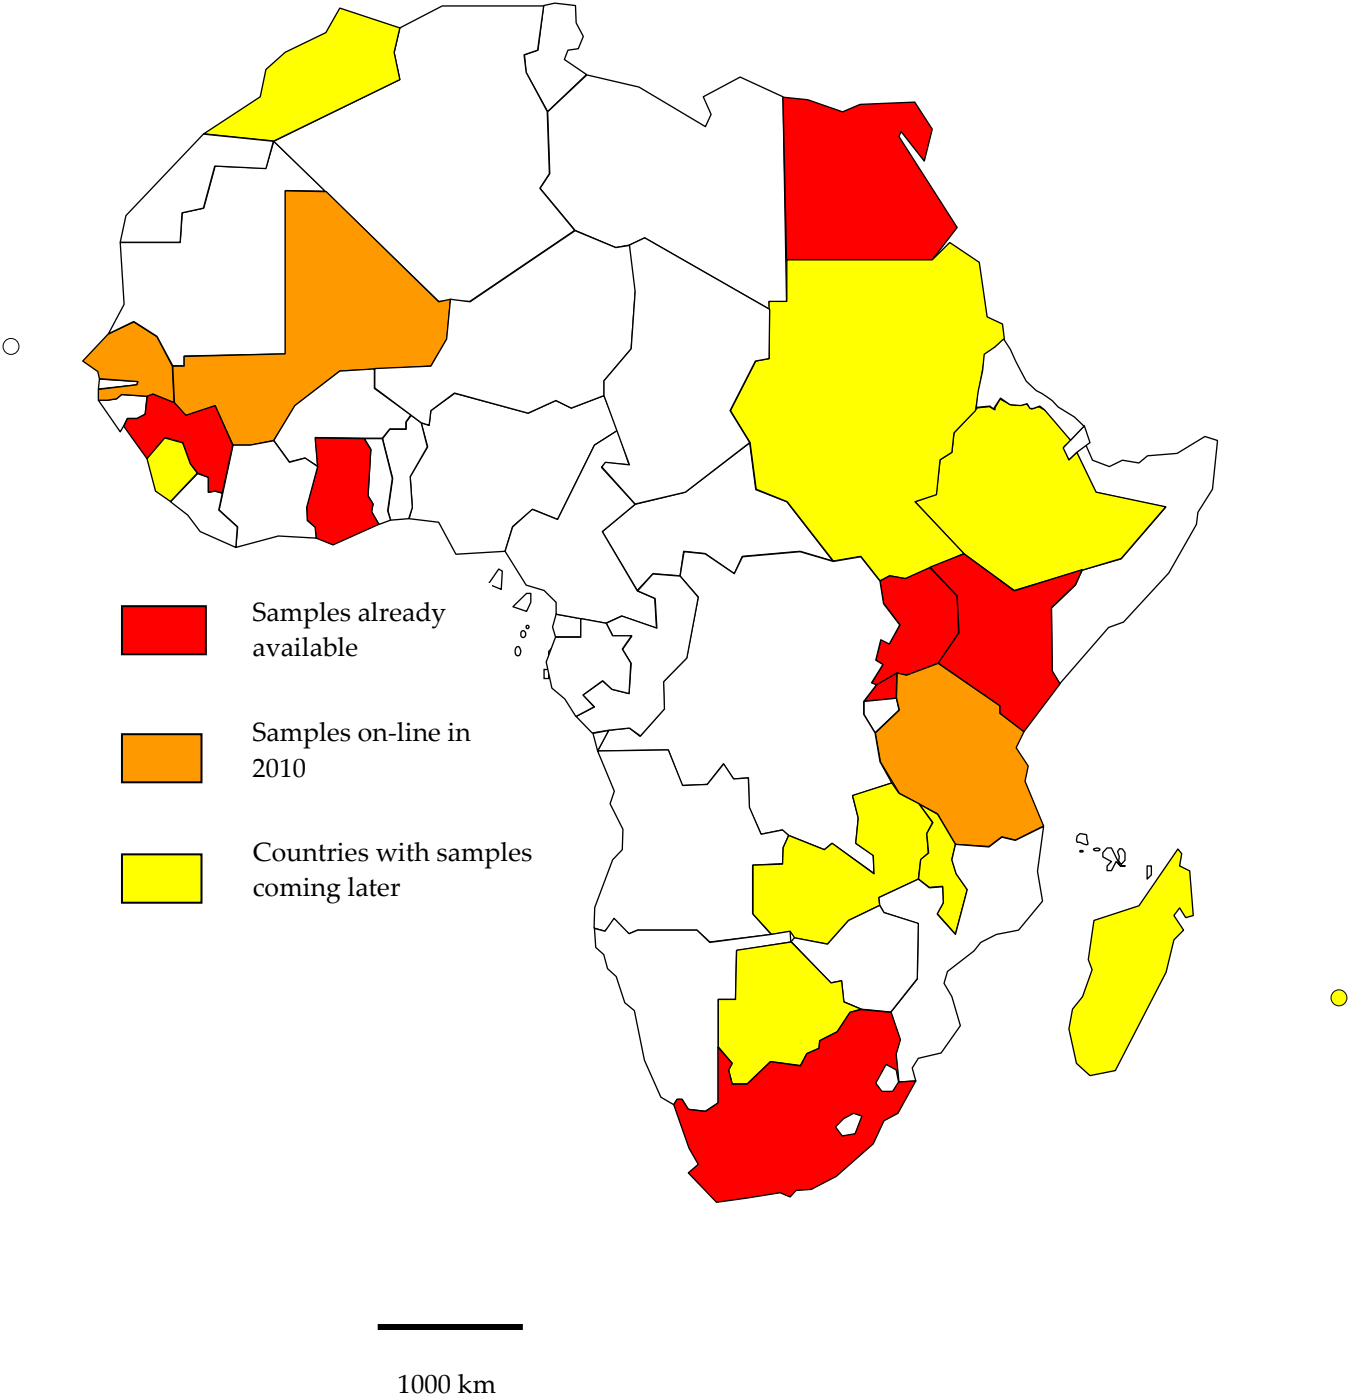 Samples already
available
Samples on-line in
2010
Countries with samples
coming later
1000 km